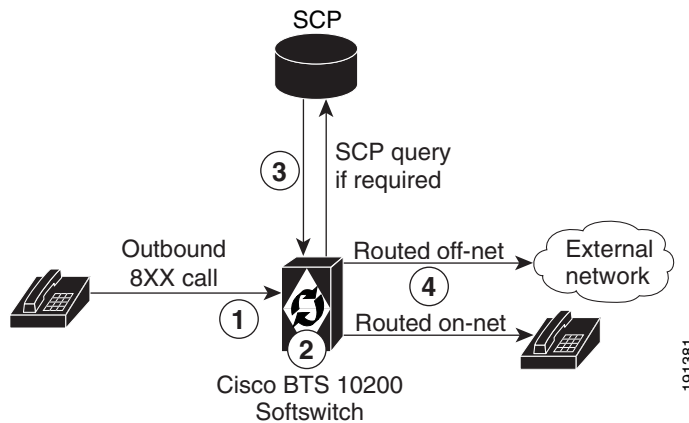 SCP
3
SCP query
if required
Outbound
8XX call
1
2
Routed off-net
4
Routed on-net
External
network
Cisco BTS 10200
Softswitch
191381